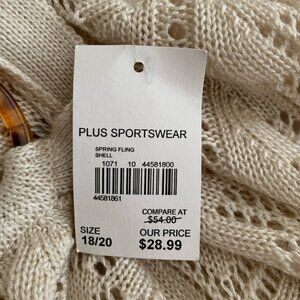 PLUS SPORTSWEAR
SPRING FLING
SHELL
1071 10 44581800
44581861
COMPARE AT
$54.00
SIZE OUR PRICE
18/20 $28.99